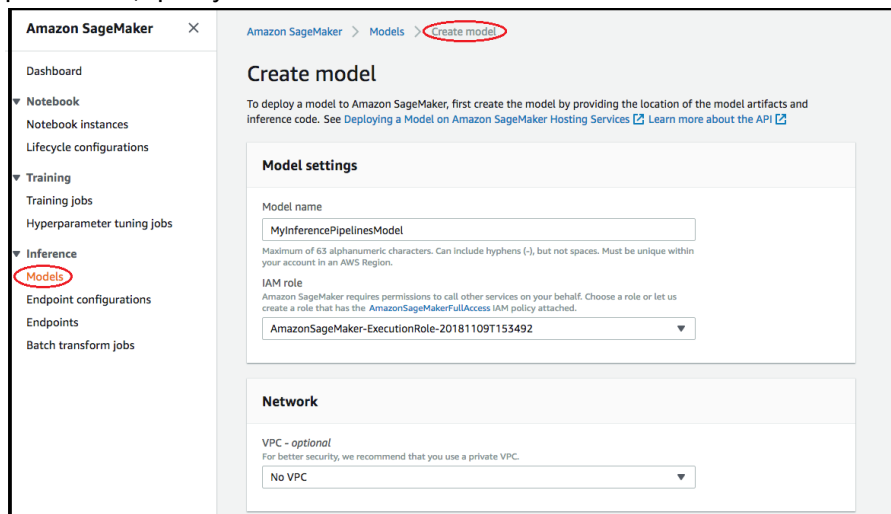 Amazon SageMaker
Dashboard
Notebook
Notebook instances
Lifecycle configurations
Training
Training jobs
Hyperparameter tuning jobs
Inference
Models
Endpoint configurations
Endpoints
Batch transform jobs
Amazon SageMaker > Models > Create model
Create model
To deploy a model to Amazon SageMaker, first create the model by providing the location of the model artifacts and
inference code. See Deploying a Model on Amazon SageMaker Hosting Services Learn more about the API
Model settings
Model name
MyInferencePipelinesModel
Maximum of 63 alphanumeric characters. Can include hyphens (-), but not spaces. Must be unique within
your account in an AWS Region.
IAM role
Amazon SageMaker requires permissions to call other services on your behalf. Choose a role or let us
create a role that has the AmazonSageMakerFullAccess IAM policy attached.
AmazonSageMaker-ExecutionRole-20181109T153492
Network
VPC - optional
For better security, we recommend that you use a private VPC.
No VPC